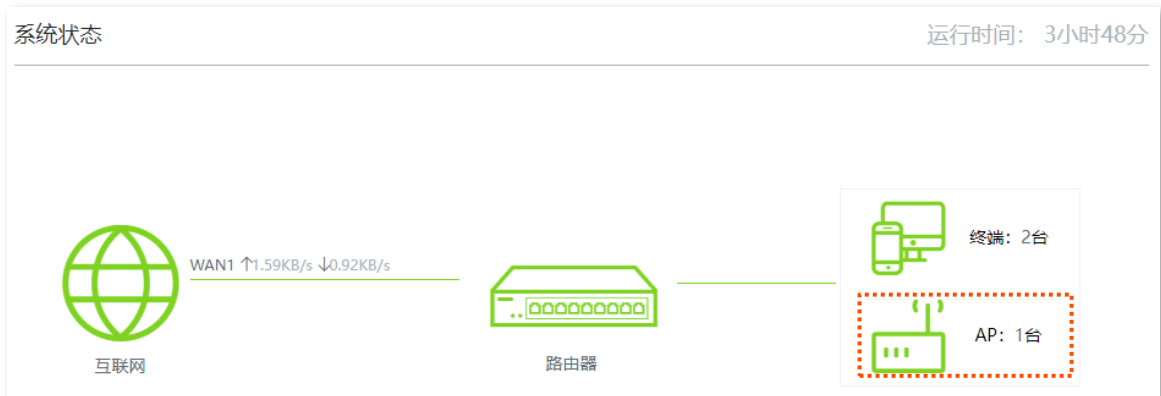 系统状态
运行时间： 3小时48分
终端：2台
WAN1 ↑1.59KB/s ↓0.92KB/s
AP：1台
互联网
路由器